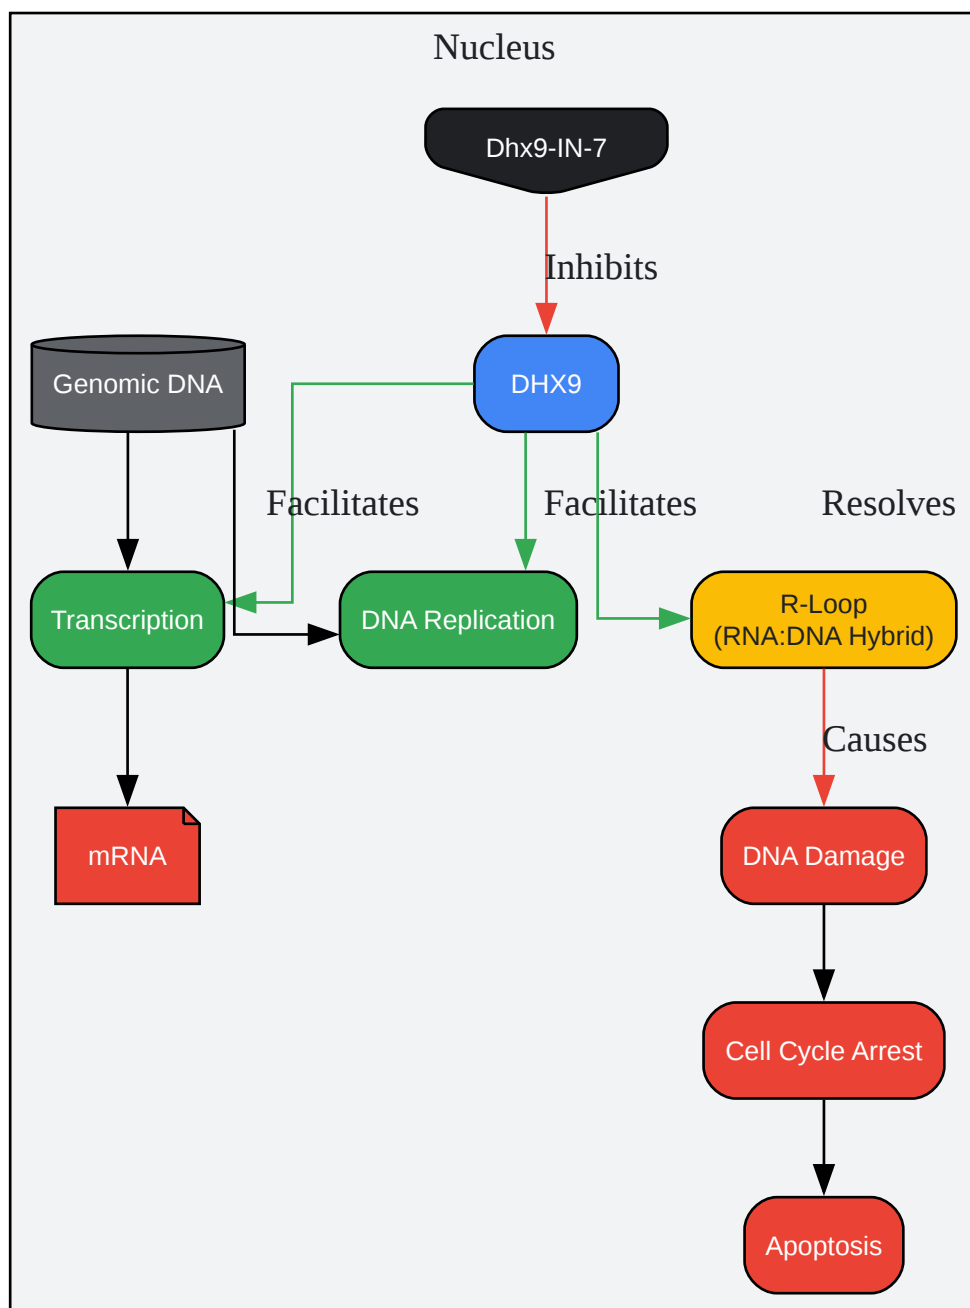 Nucleus
Dhx9-IN-7
Inhibits
Genomic DNA
DHX9
Facilitates
Facilitates
Resolves
Transcription
DNA Replication
R-Loop
(RNA:DNA Hybrid)
Causes
mRNA
DNA Damage
Cell Cycle Arrest
Apoptosis